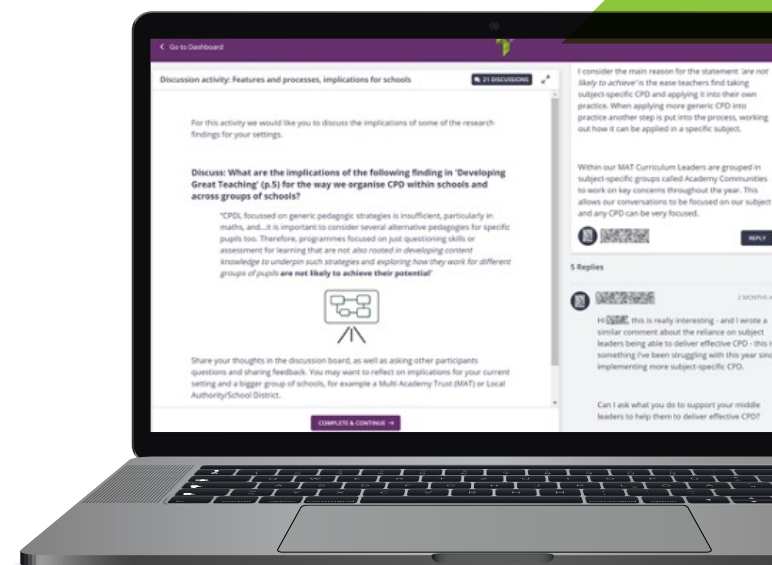 Go to Dashboard
Discussion activity: Features and processes, implications for schools
21 DISCUSSIONS
For this activity we would like you to discuss the implications of some of the research
findings for your settings.
Discuss: What are the implications of the following finding in 'Developing
Great Teaching' (p.5) for the way we organise CPD within schools and
across groups of schools?
"CPDL focussed on generic pedagogic strategies is insufficient, particularly in
maths, and...it is important to consider several alternative pedagogies for specific
pupils too. Therefore, programmes focused on just questioning skills or
assessment for learning that are not also rooted in developing content
knowledge to underpin such strategies and exploring how they work for different
groups of pupils are not likely to achieve their potential"
Share your thoughts in the discussion board, as well as asking other participants
questions and sharing feedback. You may want to reflect on implications for your current
setting and a bigger group of schools, for example a Multi Academy Trust (MAT) or Local
Authority/School District.
COMPLETE & CONTINUE
I consider the main reason for the statement 'are not
likely to achieve' is the ease teachers find taking
subject-specific CPD and applying it into their own
practice. When applying more generic CPD into
practice another step is put into the process, working
out how it can be applied in a specific subject.
Within our MAT Curriculum Leaders are grouped in
subject-specific groups called Academy Communities
to work on key concerns throughout the year. This
allows our conversations to be focused on our subject
and any CPD can be very focused.
REPLY
5 Replies
2 MONTHS
Hi this is really interesting - and I wrote a
similar comment about the reliance on subject
leaders being able to deliver effective CPD - this
something I've been struggling with this year
implementing more subject-specific CPD.
Can I ask what you do to support your middle
leaders to help them to deliver effective CPD?